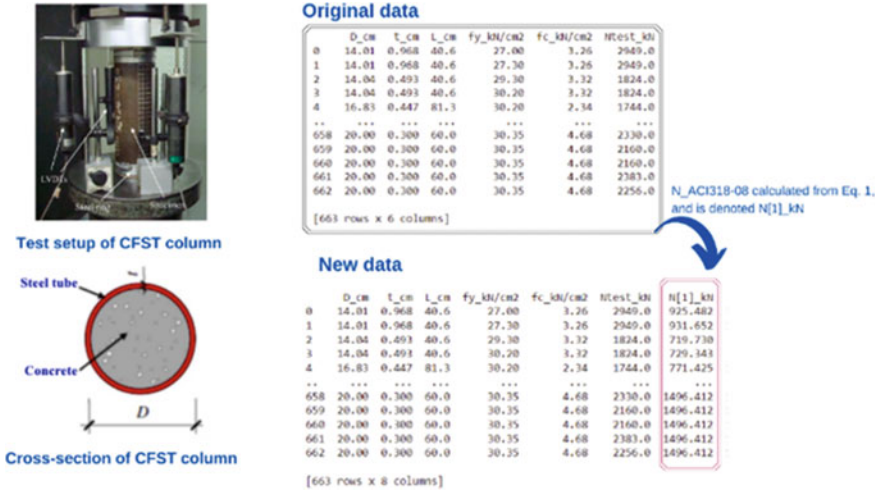 Original data
D_cm t_cm L_cm fy_kN/cm2 fc_kN/cm2 Ntest_kN
0 14.01 0.968 40.6 27.00 3.26 2949.0
1 14.01 0.968 40.6 27.30 3.26 2949.0
2 14.04 0.493 40.6 29.30 3.32 1824.0
3 14.04 0.493 40.6 30.20 3.32 1824.0
4 16.83 0.447 81.3 30.20 2.34 1744.0
.. ... ... ... ... ... ...
658 20.00 0.300 60.0 30.35 4.68 2330.0
659 20.00 0.300 60.0 30.35 4.68 2160.0
660 20.00 0.300 60.0 30.35 4.68 2160.0
661 20.00 0.300 60.0 30.35 4.68 2383.0
662 20.00 0.300 60.0 30.35 4.68 2256.0
[663 rows x 6 columns]
LVDTs
Specimen
Test setup of CFST column
N_ACI318-08 calculated from Eq. 1,
and is denoted N[1]_kN
New data
D_cm t_cm L_cm fy_kN/cm2 fc_kN/cm2 Ntest_kN N[1]_kN
0 14.01 0.968 40.6 27.00 3.26 2949.0 925.482
1 14.01 0.968 40.6 27.30 3.26 2949.0 931.652
2 14.04 0.493 40.6 29.30 3.32 1824.0 719.730
3 14.04 0.493 40.6 30.20 3.32 1824.0 729.343
4 16.83 0.447 81.3 30.20 2.34 1744.0 771.425
.. ... ... ... ... ... ... ...
658 20.00 0.300 60.0 30.35 4.68 2330.0 1496.412
659 20.00 0.300 60.0 30.35 4.68 2160.0 1496.412
660 20.00 0.300 60.0 30.35 4.68 2160.0 1496.412
661 20.00 0.300 60.0 30.35 4.68 2383.0 1496.412
662 20.00 0.300 60.0 30.35 4.68 2256.0 1496.412
[663 rows x 8 columns]
t
Steel tube
Concrete
D
Cross-section of CFST column